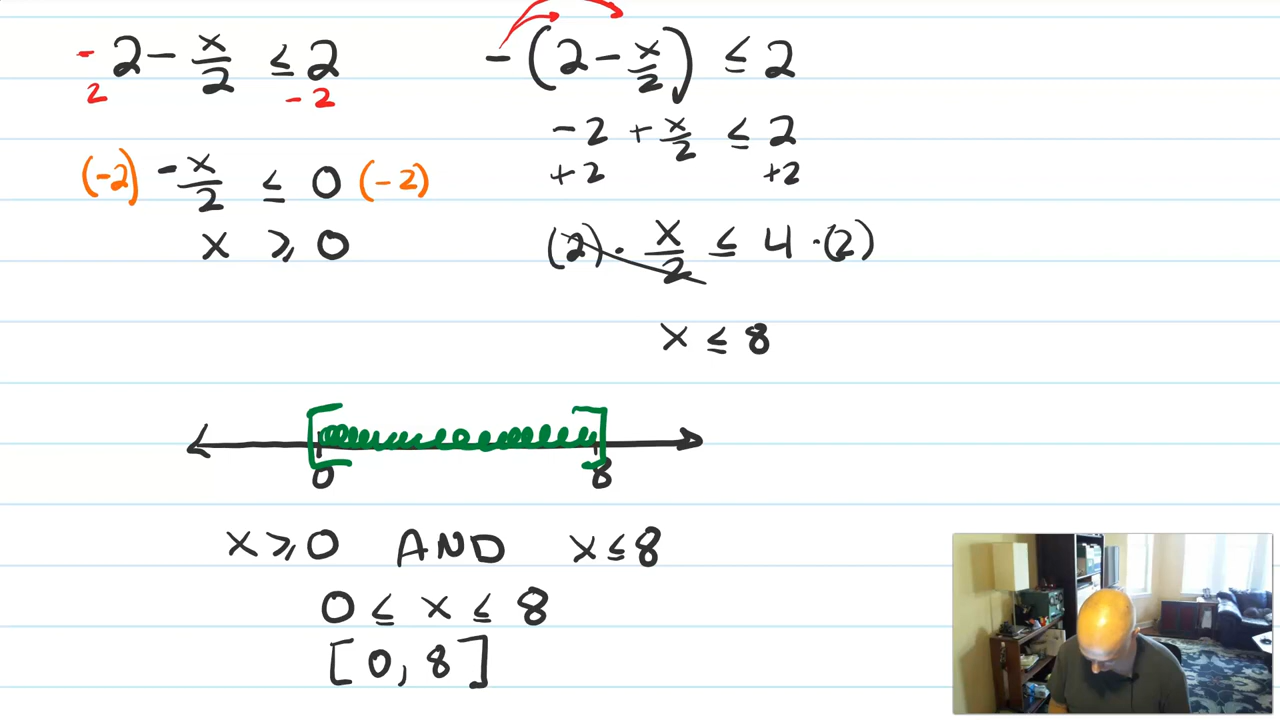 2 - x/2 ≤ 2
- 2 - 2
(-2) -x/2 ≤ 0 (-2)
x ≥ 0
-(2 - x/2) ≤ 2
-2 + x/2 ≤ 2
+2 +2
(2) · x/2 ≤ 4 · (2)
x ≤ 8
[ ]
0 8
x ≥ 0 AND x ≤ 8
0 ≤ x ≤ 8
[0, 8]